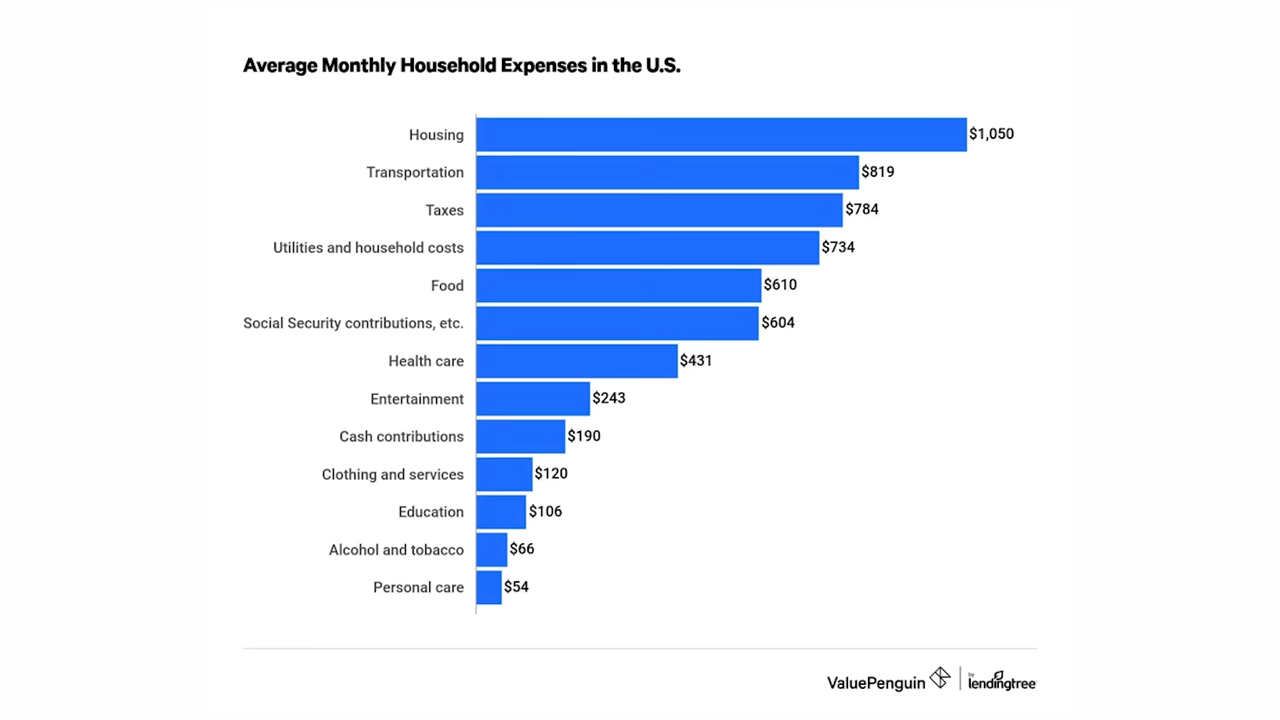 Average Monthly Household Expenses in the U.S.
Housing $1,050
Transportation $819
Taxes $784
Utilities and household costs $734
Food $610
Social Security contributions, etc. $604
Health care $431
Entertainment $243
Cash contributions $190
Clothing and services $120
Education $106
Alcohol and tobacco $66
Personal care $54
ValuePenguin by lendingtree